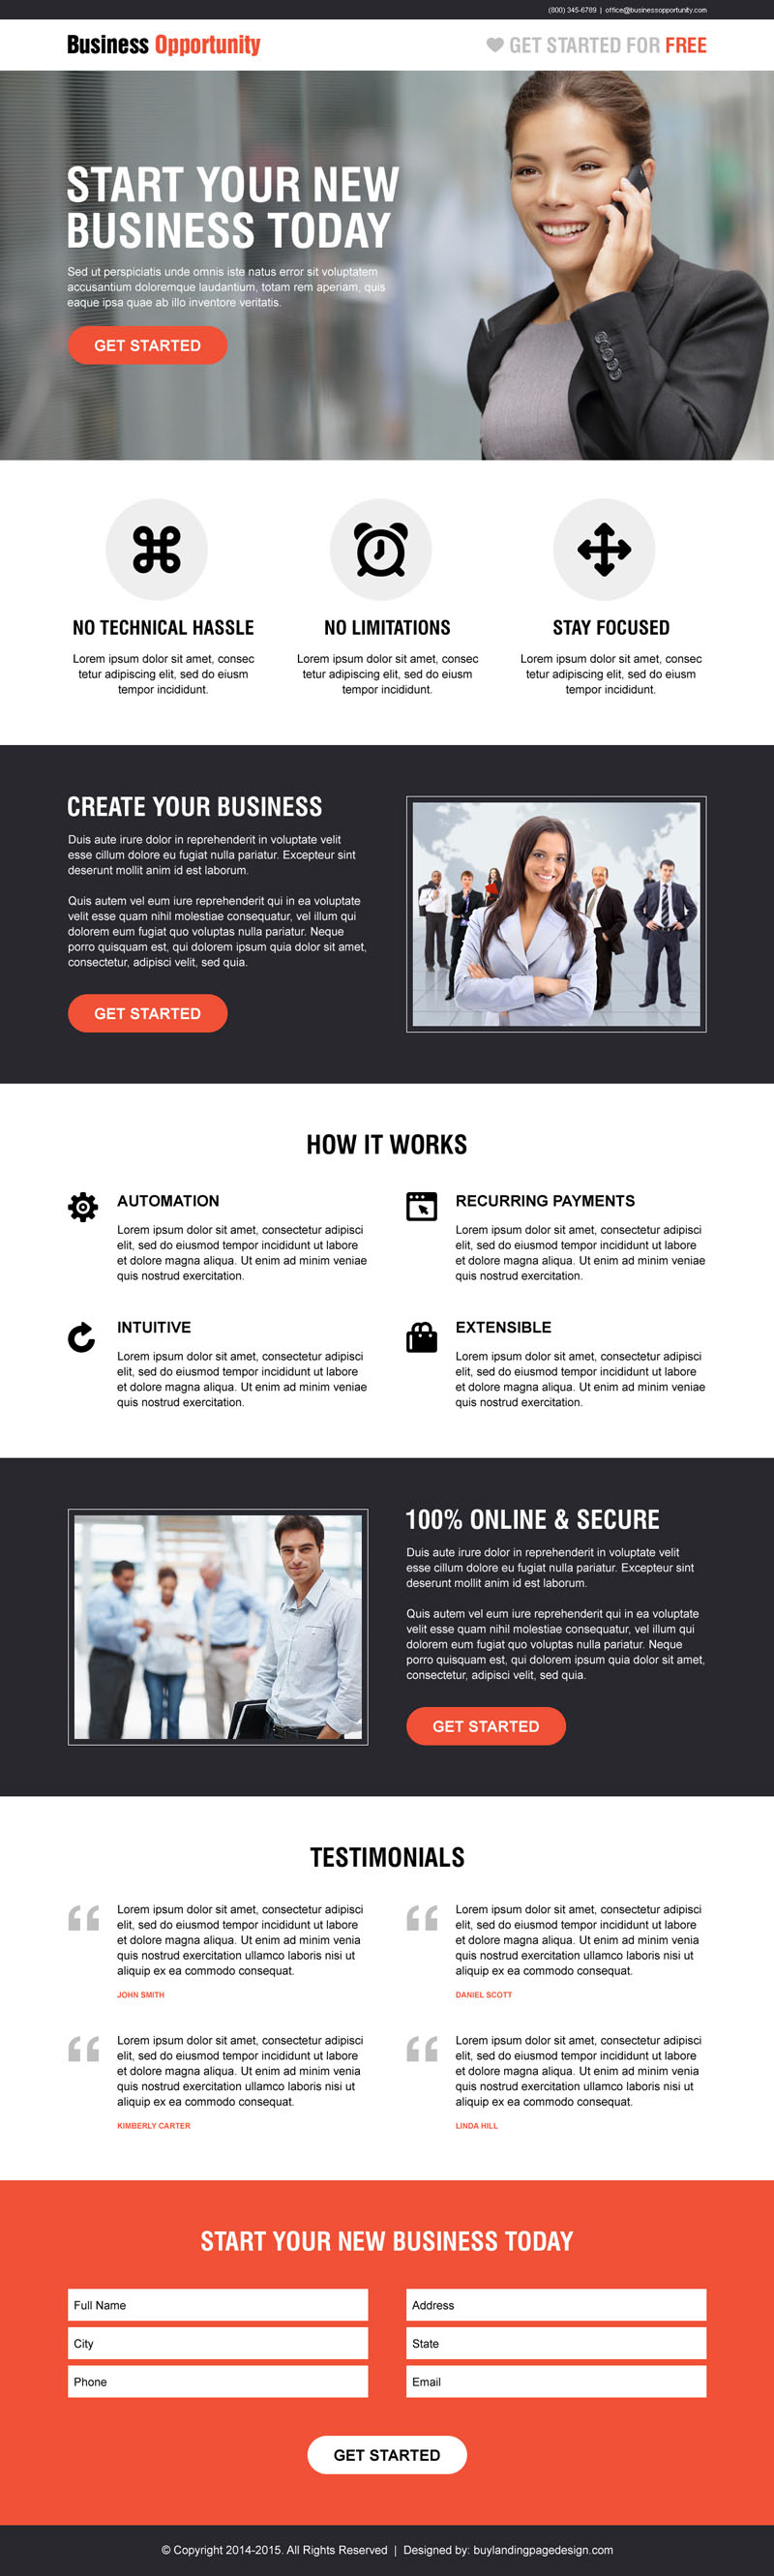 (800) 345-6789 | office@businessopportunity.com
Business Opportunity
GET STARTED FOR FREE
START YOUR NEW
BUSINESS TODAY
Sed ut perspiciatis unde omnis iste natus error sit voluptatem
accusantium doloremque laudantium, totam rem aperiam, quis
eaque ipsa quae ab illo inventore veritatis.
GET STARTED
NO TECHNICAL HASSLE
Lorem ipsum dolor sit amet, consec
tetur adipiscing elit, sed do eiusm
tempor incididunt.
NO LIMITATIONS
Lorem ipsum dolor sit amet, consec
tetur adipiscing elit, sed do eiusm
tempor incididunt.
STAY FOCUSED
Lorem ipsum dolor sit amet, consec
tetur adipiscing elit, sed do eiusm
tempor incididunt.
CREATE YOUR BUSINESS
Duis aute irure dolor in reprehenderit in voluptate velit
esse cillum dolore eu fugiat nulla pariatur. Excepteur sint
deserunt mollit anim id est laborum.
Quis autem vel eum iure reprehenderit qui in ea voluptate
velit esse quam nihil molestiae consequatur, vel illum qui
dolorem eum fugiat quo voluptas nulla pariatur. Neque
porro quisquam est, qui dolorem ipsum quia dolor sit amet,
consectetur, adipisci velit, sed quia.
GET STARTED
HOW IT WORKS
AUTOMATION
Lorem ipsum dolor sit amet, consectetur adipisci
elit, sed do eiusmod tempor incididunt ut labore
et dolore magna aliqua. Ut enim ad minim veniae
quis nostrud exercitation.
RECURRING PAYMENTS
Lorem ipsum dolor sit amet, consectetur adipisci
elit, sed do eiusmod tempor incididunt ut labore
et dolore magna aliqua. Ut enim ad minim veniae
quis nostrud exercitation.
INTUITIVE
Lorem ipsum dolor sit amet, consectetur adipisci
elit, sed do eiusmod tempor incididunt ut labore
et dolore magna aliqua. Ut enim ad minim veniae
quis nostrud exercitation.
EXTENSIBLE
Lorem ipsum dolor sit amet, consectetur adipisci
elit, sed do eiusmod tempor incididunt ut labore
et dolore magna aliqua. Ut enim ad minim veniae
quis nostrud exercitation.
100% ONLINE & SECURE
Duis aute irure dolor in reprehenderit in voluptate velit
esse cillum dolore eu fugiat nulla pariatur. Excepteur sint
deserunt mollit anim id est laborum.
Quis autem vel eum iure reprehenderit qui in ea voluptate
velit esse quam nihil molestiae consequatur, vel illum qui
dolorem eum fugiat quo voluptas nulla pariatur. Neque
porro quisquam est, qui dolorem ipsum quia dolor sit amet,
consectetur, adipisci velit, sed quia.
GET STARTED
TESTIMONIALS
Lorem ipsum dolor sit amet, consectetur adipisci
elit, sed do eiusmod tempor incididunt ut labore
et dolore magna aliqua. Ut enim ad minim venia
quis nostrud exercitation ullamco laboris nisi ut
aliquip ex ea commodo consequat.
JOHN SMITH
Lorem ipsum dolor sit amet, consectetur adipisci
elit, sed do eiusmod tempor incididunt ut labore
et dolore magna aliqua. Ut enim ad minim venia
quis nostrud exercitation ullamco laboris nisi ut
aliquip ex ea commodo consequat.
DANIEL SCOTT
Lorem ipsum dolor sit amet, consectetur adipisci
elit, sed do eiusmod tempor incididunt ut labore
et dolore magna aliqua. Ut enim ad minim venia
quis nostrud exercitation ullamco laboris nisi ut
aliquip ex ea commodo consequat.
KIMBERLY CARTER
Lorem ipsum dolor sit amet, consectetur adipisci
elit, sed do eiusmod tempor incididunt ut labore
et dolore magna aliqua. Ut enim ad minim venia
quis nostrud exercitation ullamco laboris nisi ut
aliquip ex ea commodo consequat.
LINDA HILL
START YOUR NEW BUSINESS TODAY
Full Name
Address
City
State
Phone
Email
GET STARTED
© Copyright 2014-2015. All Rights Reserved | Designed by: buylandingpagedesign.com